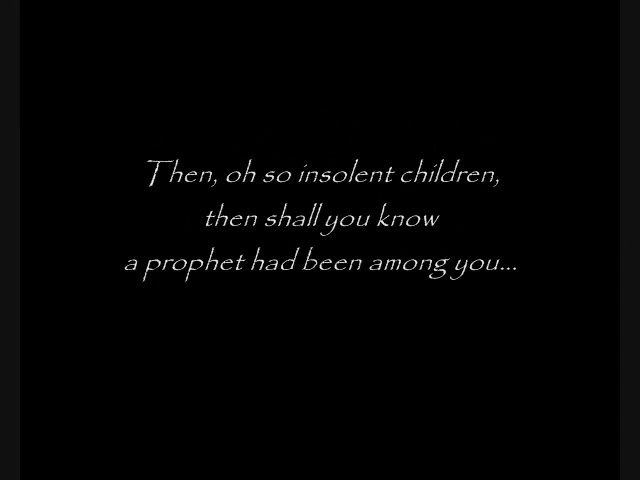 Then, oh so insolent children,
then shall you know
a prophet had been among you...